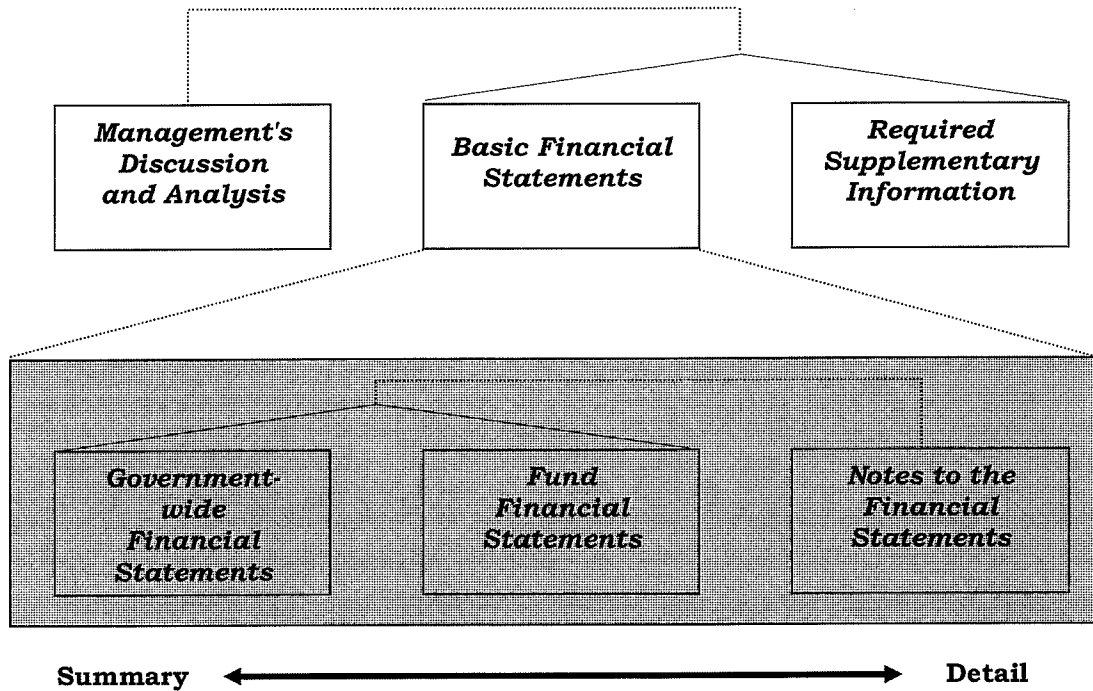 Management's
Discussion
and Analysis
Basic Financial
Statements
Required
Supplementary
Information
Government-
wide
Financial
Statements
Fund
Financial
Statements
Notes to the
Financial
Statements
Summary
Detail